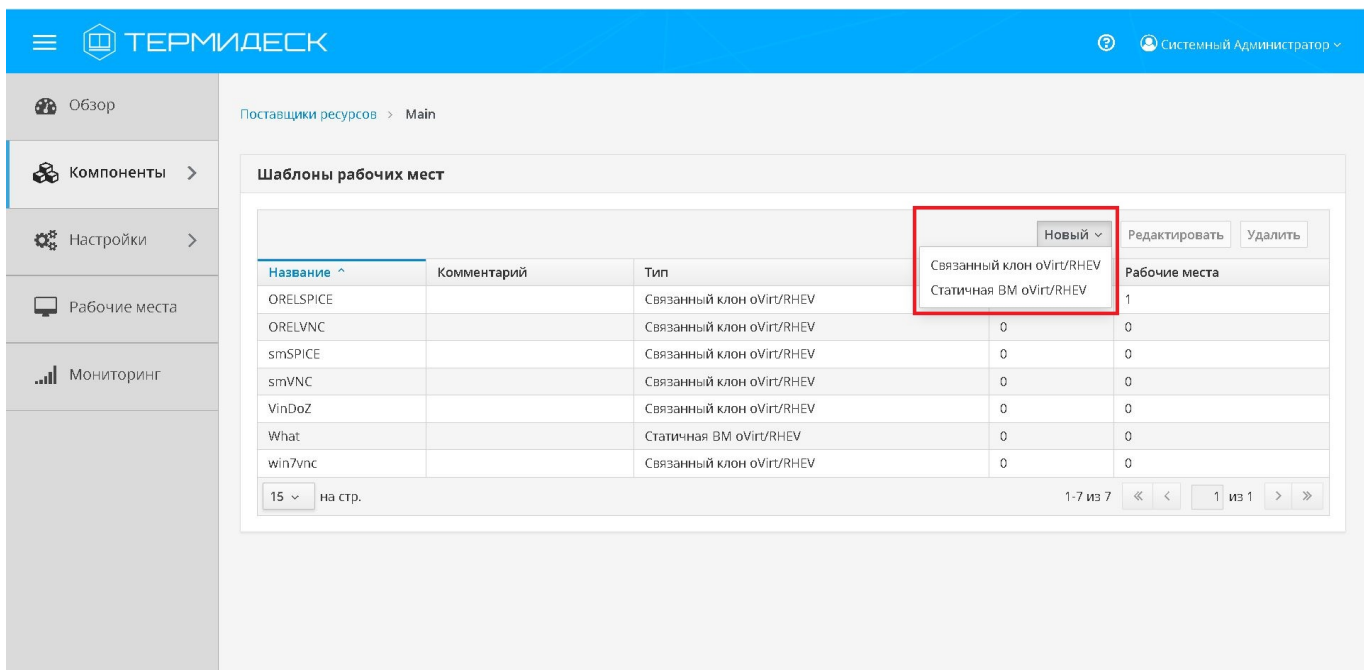 ТЕРМИДЕСК
Системный Администратор
Обзор
Компоненты
Настройки
Рабочие места
Мониторинг
Поставщики ресурсов > Main
Шаблоны рабочих мест
Новый Редактировать Удалить
Связанный клон oVirt/RHEV
Статичная ВМ oVirt/RHEV
Название Комментарий Тип Рабочие места
ORELSPICE Связанный клон oVirt/RHEV 1
ORELVNC Связанный клон oVirt/RHEV 0 0
smSPICE Связанный клон oVirt/RHEV 0 0
smVNC Связанный клон oVirt/RHEV 0 0
VinDoZ Связанный клон oVirt/RHEV 0 0
What Статичная ВМ oVirt/RHEV 0 0
win7vnc Связанный клон oVirt/RHEV 0 0
15 на стр. 1-7 из 7 1 из 1